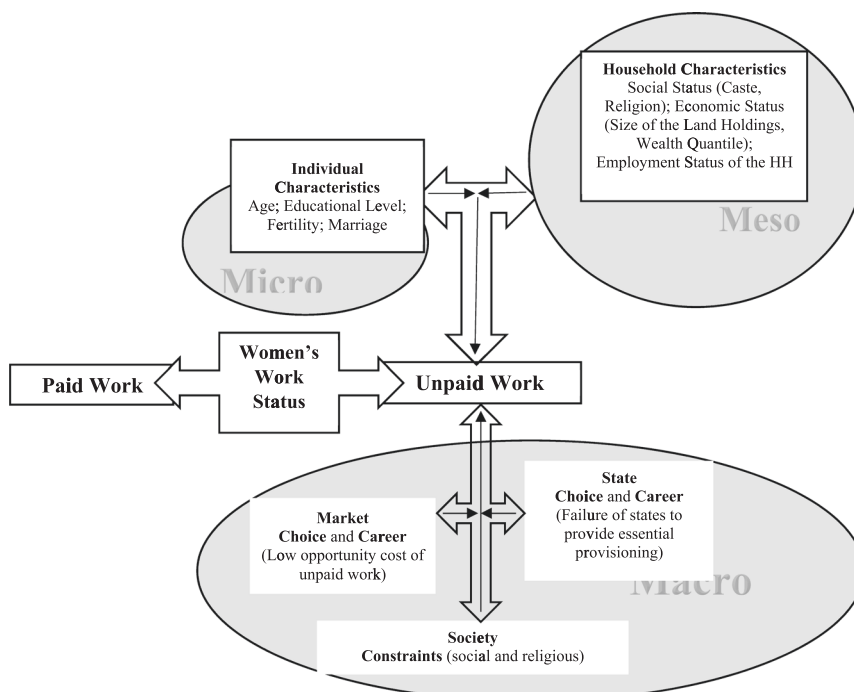 Household Characteristics
Social Status (Caste,
Religion); Economic Status
(Size of the Land Holdings,
Wealth Quantile);
Employment Status of the HH
Meso
Individual
Characteristics
Age; Educational Level;
Fertility; Marriage
Micro
Paid Work
Women's
Work
Status
Unpaid Work
State
Choice and Career
(Failure of states to
provide essential
provisioning)
Market
Choice and Career
(Low opportunity cost of
unpaid work)
Macro
Society
Constraints (social and religious)